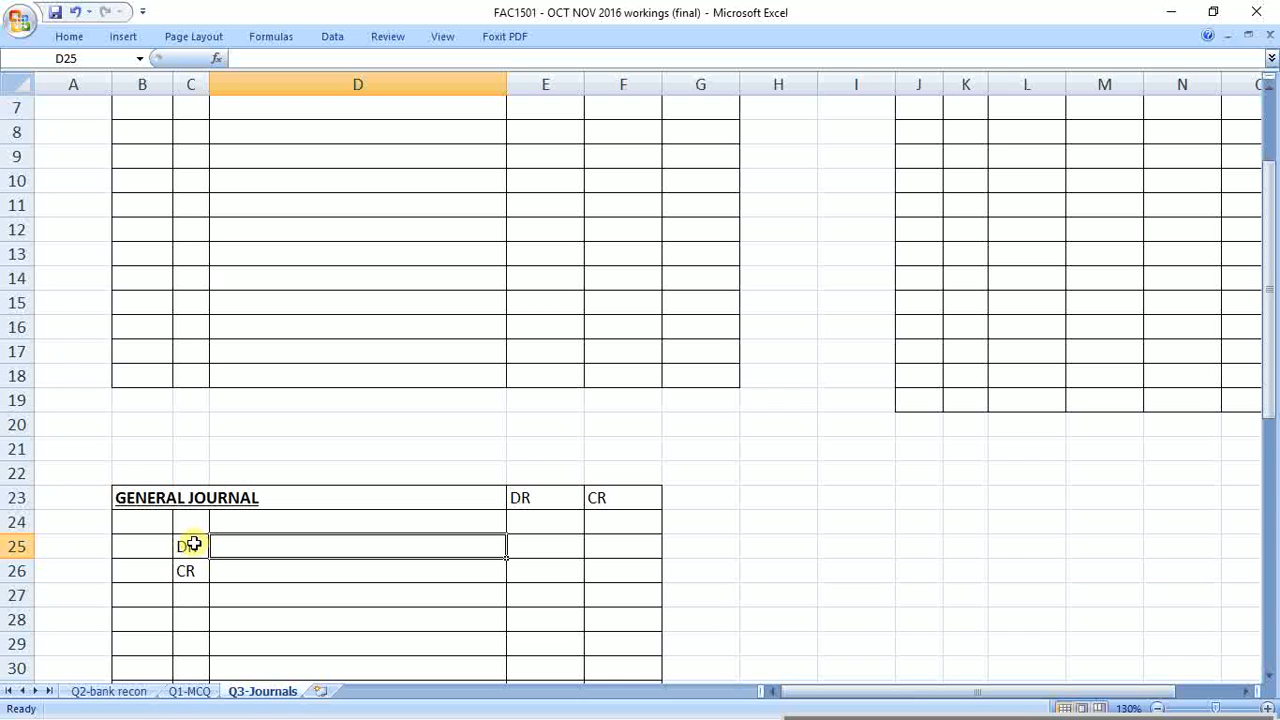 FAC1501 - OCT NOV 2016 workings (final) - Microsoft Excel
Home Insert Page Layout Formulas Data Review View Foxit PDF
D25 fx
A B C D E F G H I J K L M N
7
8
9
10
11
12
13
14
15
16
17
18
19
20
21
22
23 GENERAL JOURNAL DR CR
24
25
26 CR
27
28
29
30
Q2-bank recon Q1-MCQ Q3-Journals
Ready 130%